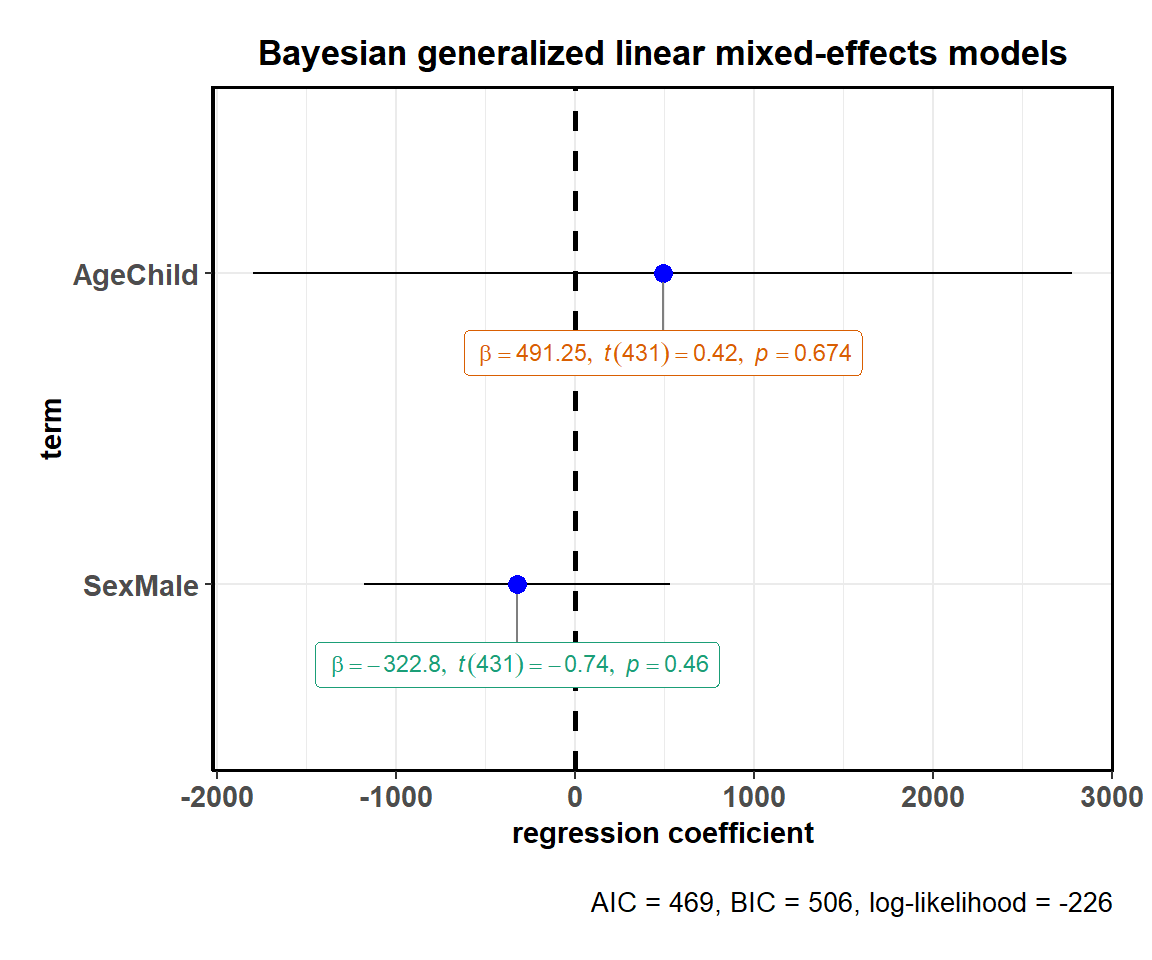 Bayesian generalized linear mixed-effects models
AgeChild
β = 491.25, t(431) = 0.42, p = 0.674
term
SexMale
β = −322.8, t(431) = −0.74, p = 0.46
-2000 -1000 0 1000 2000 3000
regression coefficient
AIC = 469, BIC = 506, log-likelihood = -226